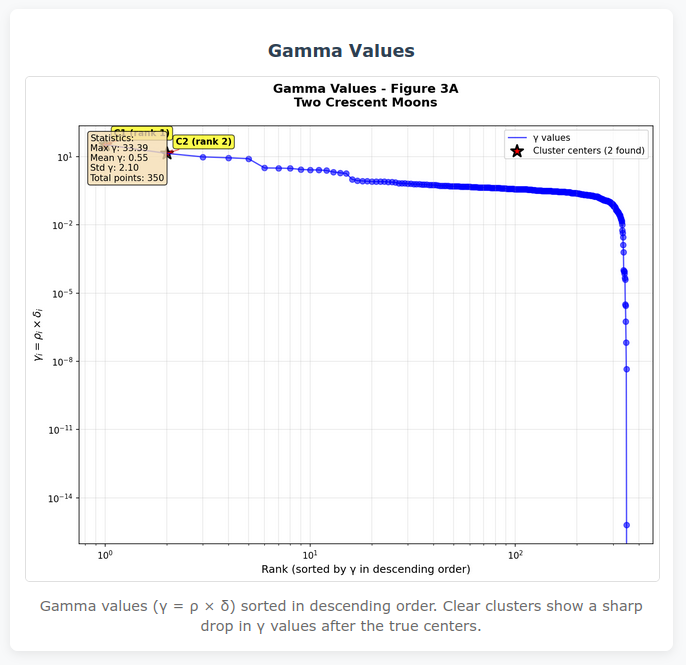 Gamma Values
Gamma Values - Figure 3A
Two Crescent Moons
C1 (rank 1)
C2 (rank 2)
Statistics:
Max γ: 33.39
Mean γ: 0.55
Std γ: 2.10
Total points: 350
γ values
Cluster centers (2 found)
10¹
10⁻²
10⁻⁵
10⁻⁸
10⁻¹¹
10⁻¹⁴
γᵢ = ρᵢ × δᵢ
10⁰
10¹
10²
Rank (sorted by γ in descending order)
Gamma values (γ = ρ × δ) sorted in descending order. Clear clusters show a sharp
drop in γ values after the true centers.